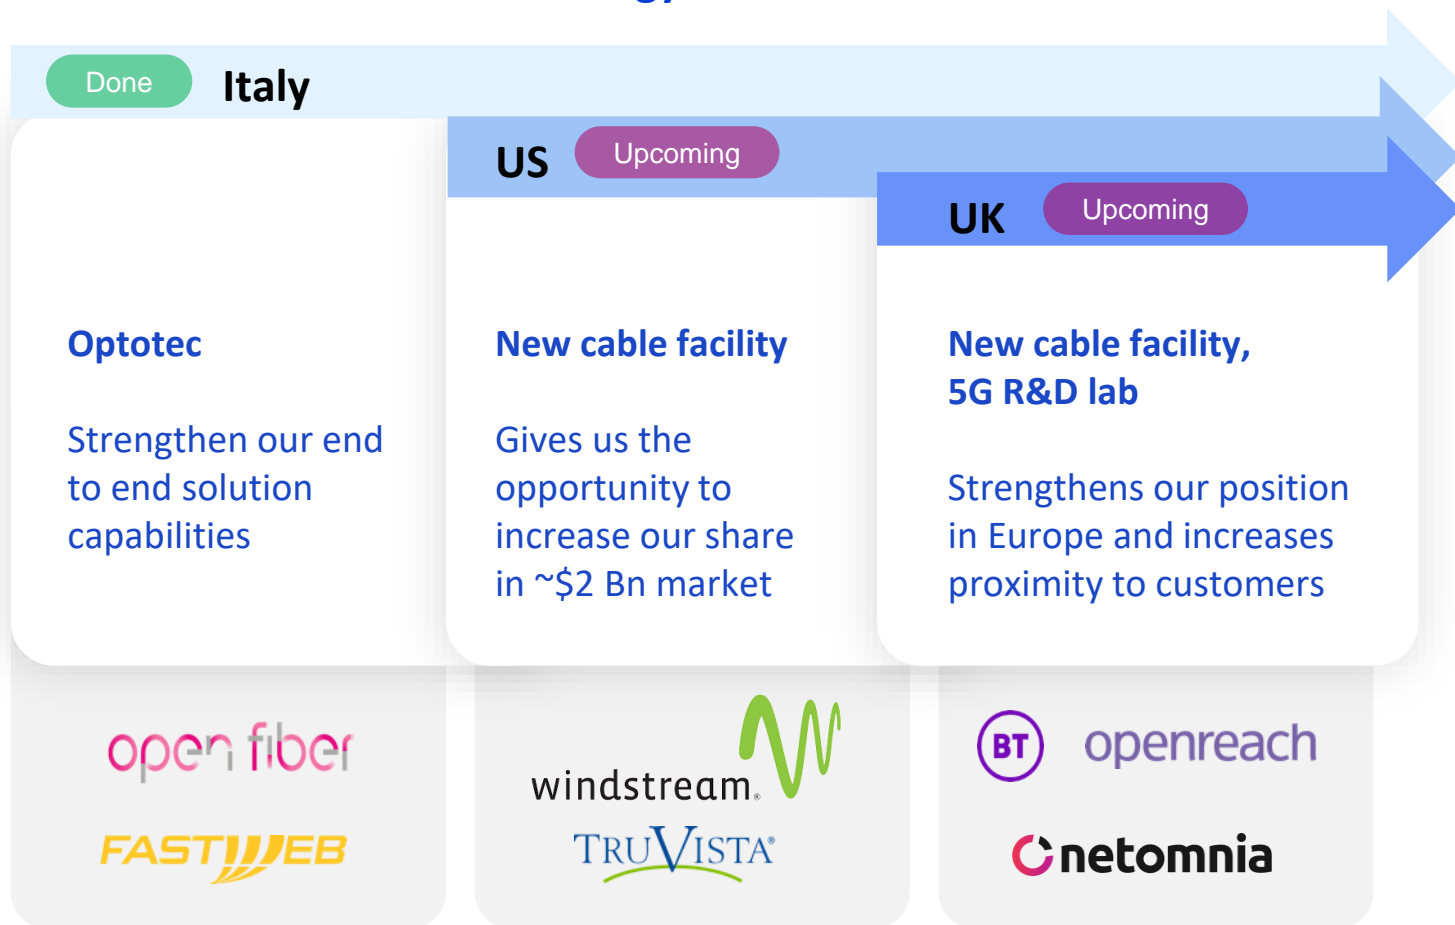 Done
Italy
US
Upcoming
UK
Upcoming
Optotec
Strengthen our end
to end solution
capabilities
New cable facility
Gives us the
opportunity to
increase our share
in ~$2 Bn market
New cable facility,
5G R&D lab
Strengthens our position
in Europe and increases
proximity to customers
open fiber
FASTWEB
windstream®
TRUVISTA®
BT
openreach
netomnia